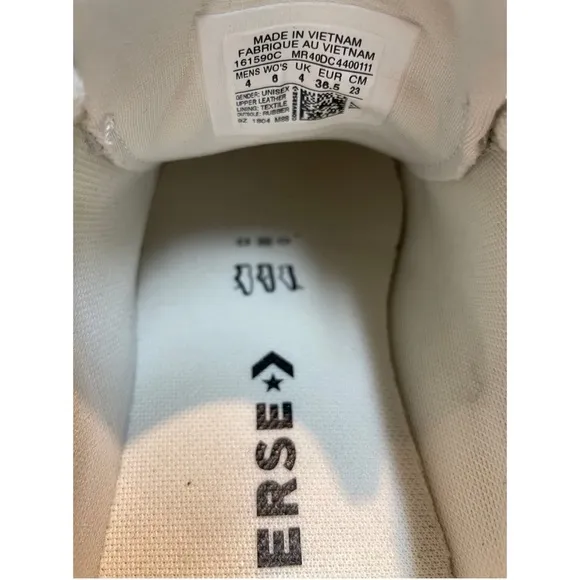 MADE IN VIETNAM
FABRIQUE AU VIETNAM
161590C MR40DC4400111
MENS WO'S UK EUR CM
4 6 4 36.5 23
GENDER: UNISEX
UPPER: LEATHER
LINING: TEXTILE
OUTSOLE: RUBBER
CONVERSE
ERSE